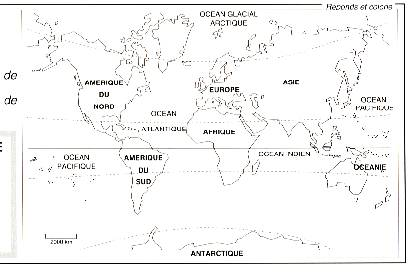 Reponds et colorie
OCEAN GLACIAL
ARCTIQUE
de
de
AMERIQUE
DU
NORD
EUROPE
ASIE
OCEAN
PACIFIQUE
OCEAN
ATLANTIQUE
AFRIQUE
OCEAN
PACIFIQUE
AMERIQUE
DU
SUD
OCEAN INDIEN
OCEANIE
2000 km
ANTARCTIQUE